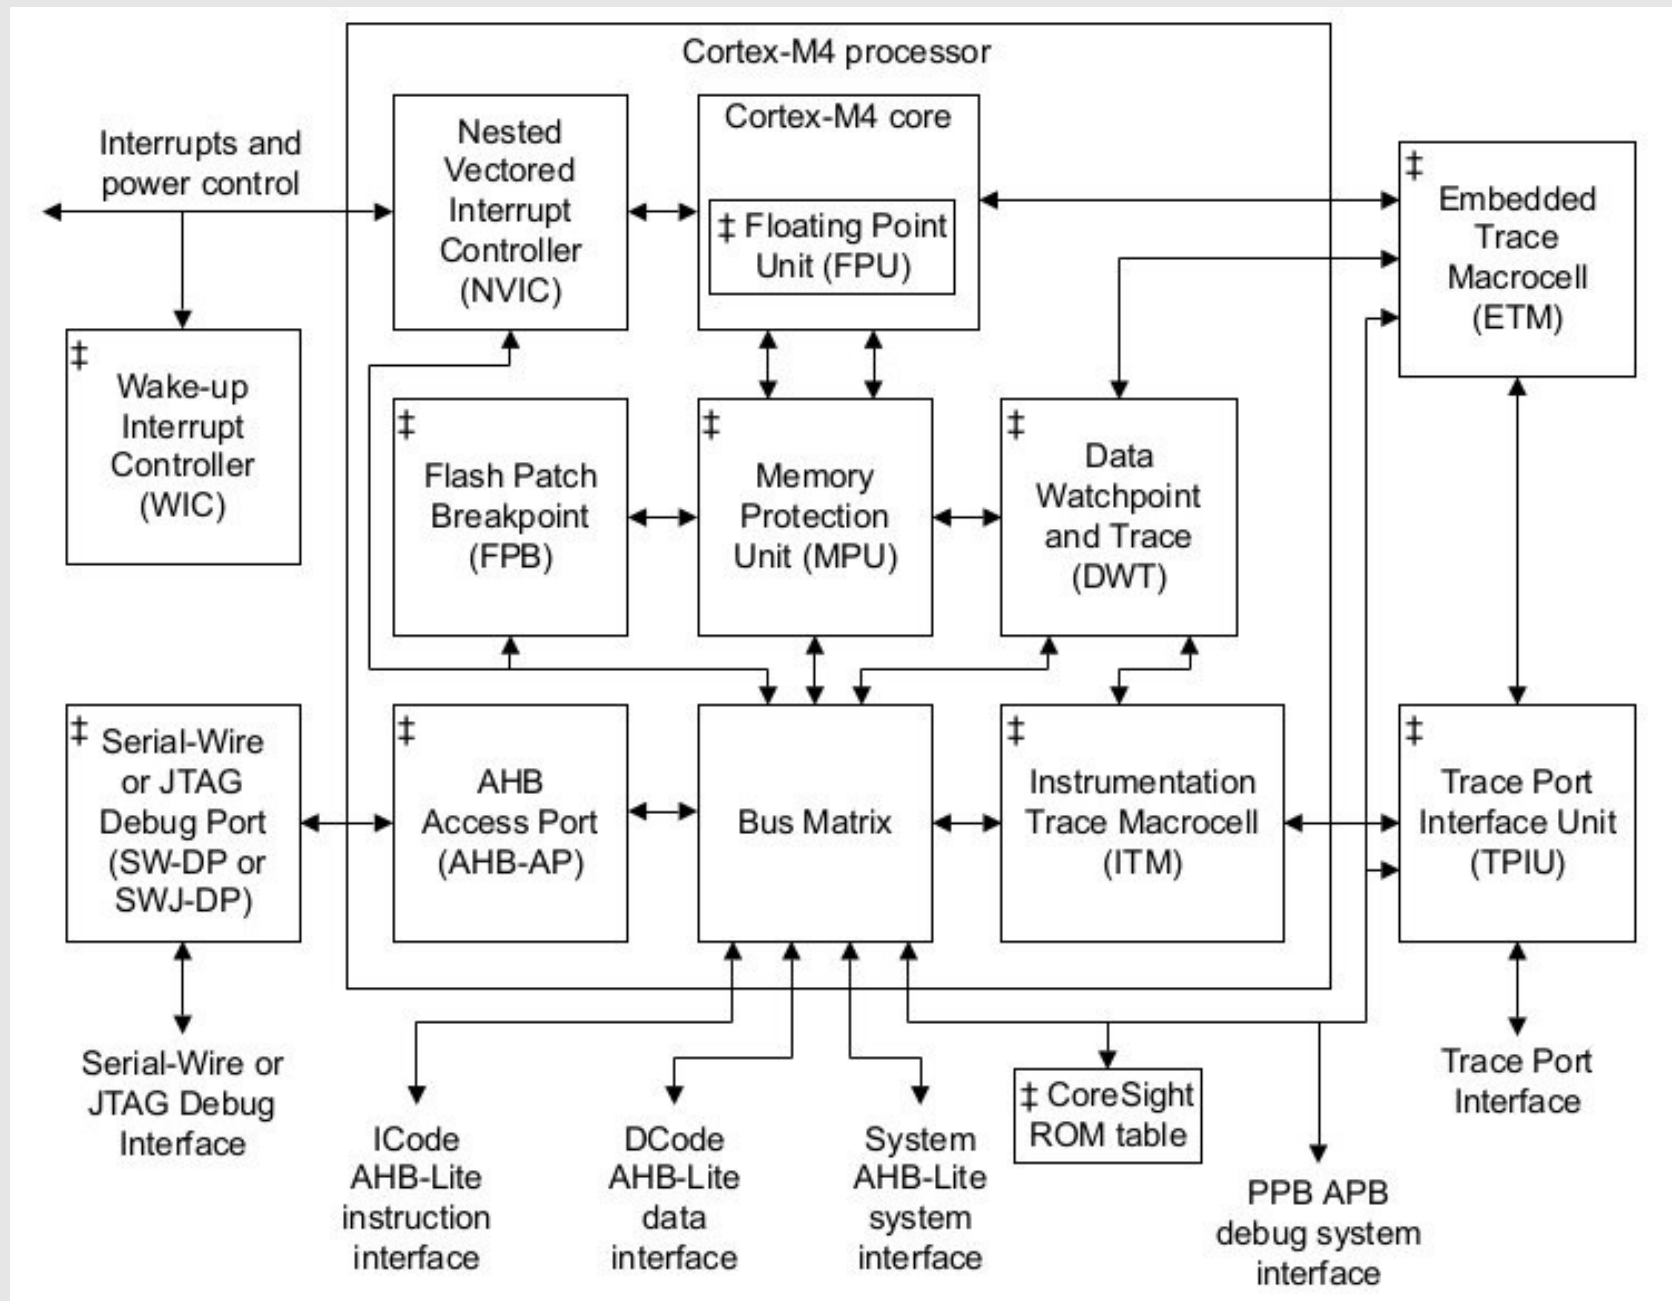 Cortex-M4 processor
Nested
Vectored
Interrupt
Controller
(NVIC)
Cortex-M4 core
‡ Floating Point
Unit (FPU)
Interrupts and
power control
‡
Embedded
Trace
Macrocell
(ETM)
‡
Wake-up
Interrupt
Controller
(WIC)
‡
Flash Patch
Breakpoint
(FPB)
‡
Memory
Protection
Unit (MPU)
‡
Data
Watchpoint
and Trace
(DWT)
‡ Serial-Wire
or JTAG
Debug Port
(SW-DP or
SWJ-DP)
‡
AHB
Access Port
(AHB-AP)
Bus Matrix
‡
Instrumentation
Trace Macrocell
(ITM)
‡
Trace Port
Interface Unit
(TPIU)
Serial-Wire or
JTAG Debug
Interface
ICode
AHB-Lite
instruction
interface
DCode
AHB-Lite
data
interface
System
AHB-Lite
system
interface
‡ CoreSight
ROM table
PPB APB
debug system
interface
Trace Port
Interface